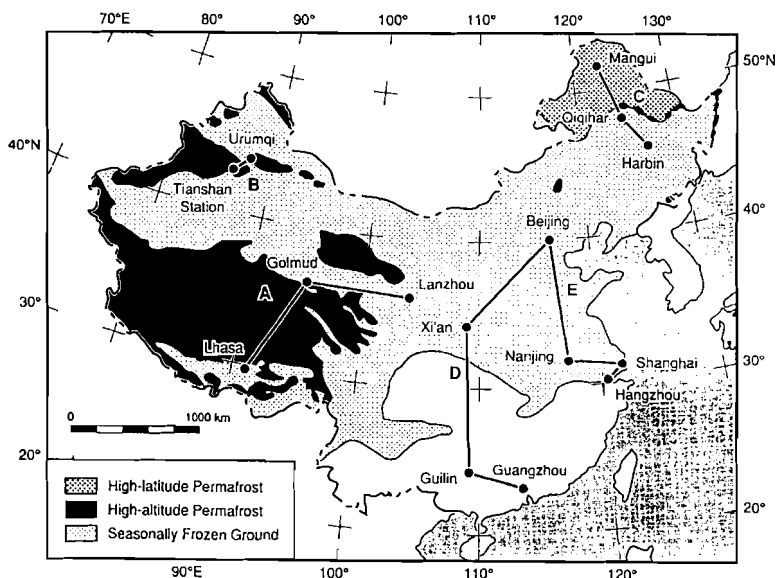 70°E
80°E
90°E
100°E
110°E
120°E
130°E
50°N
Mangui
C
Qiqihar
Harbin
40°N
Urumqi
Tianshan
Station
B
40°N
Beijing
Golmud
A
Lanzhou
E
30°N
Xi'an
Lhasa
Nanjing
Shanghai
30°N
D
Hangzhou
0
1000 km
20°N
Guilin
Guangzhou
20°N
High-latitude Permafrost
High-altitude Permafrost
Seasonally Frozen Ground
90°E
100°E
110°E
120°E